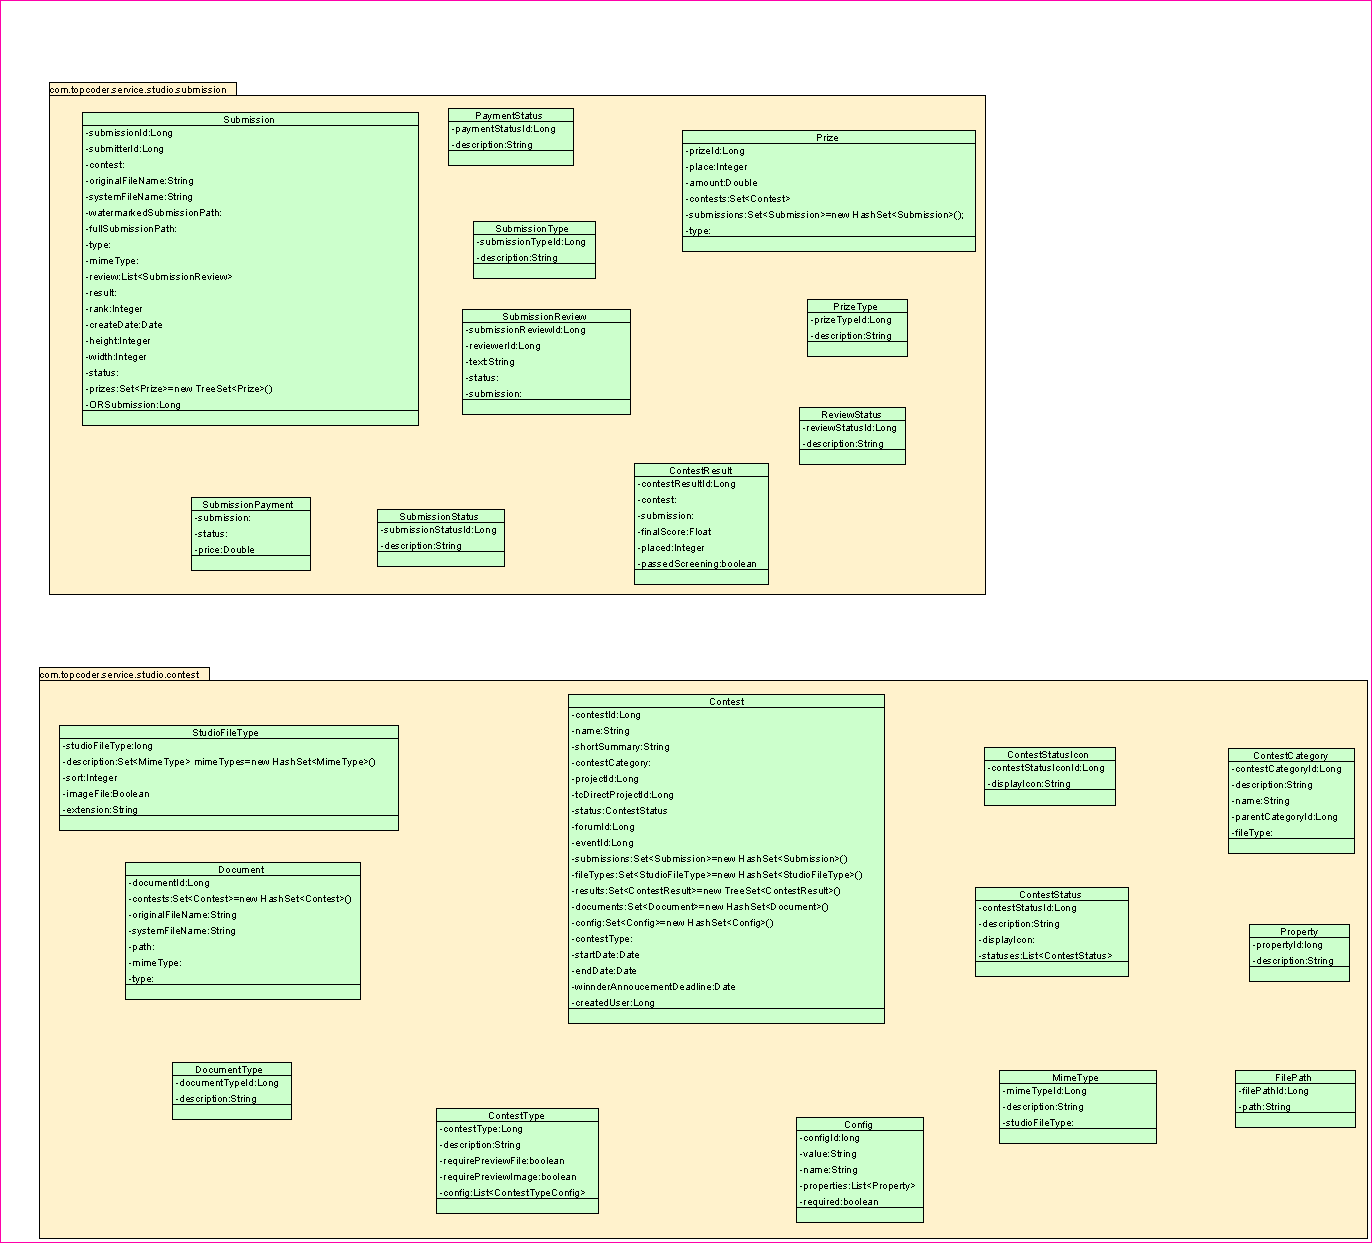 com.topcoder.service.studio.submission
Submission
-submissionId:Long
-submitterId:Long
-contest:
-originalFileName:String
-systemFileName:String
-watermarkedSubmissionPath:
-fullSubmissionPath:
-type:
-mimeType:
-review:List<SubmissionReview>
-result:
-rank:Integer
-createDate:Date
-height:Integer
-width:Integer
-status:
-prizes:Set<Prize>=new TreeSet<Prize>()
-ORSubmission:Long
PaymentStatus
-paymentStatusId:Long
-description:String
Prize
-prizeId:Long
-place:Integer
-amount:Double
-contests:Set<Contest>
-submissions:Set<Submission>=new HashSet<Submission>();
-type:
SubmissionType
-submissionTypeId:Long
-description:String
SubmissionReview
-submissionReviewId:Long
-reviewerId:Long
-text:String
-status:
-submission:
PrizeType
-prizeTypeId:Long
-description:String
ReviewStatus
-reviewStatusId:Long
-description:String
ContestResult
-contestResultId:Long
-contest:
-submission:
-finalScore:Float
-placed:Integer
-passedScreening:boolean
SubmissionPayment
-submission:
-status:
-price:Double
SubmissionStatus
-submissionStatusId:Long
-description:String
com.topcoder.service.studio.contest
StudioFileType
-studioFileType:long
-description:Set<MimeType> mimeTypes=new HashSet<MimeType>()
-sort:Integer
-imageFile:Boolean
-extension:String
Contest
-contestId:Long
-name:String
-shortSummary:String
-contestCategory:
-projectId:Long
-tcDirectProjectId:Long
-status:ContestStatus
-forumId:Long
-eventId:Long
-submissions:Set<Submission>=new HashSet<Submission>()
-fileTypes:Set<StudioFileType>=new HashSet<StudioFileType>()
-results:Set<ContestResult>=new TreeSet<ContestResult>()
-documents:Set<Document>=new HashSet<Document>()
-config:Set<Config>=new HashSet<Config>()
-contestType:
-startDate:Date
-endDate:Date
-winnderAnnoucementDeadline:Date
-createdUser:Long
ContestStatusIcon
-contestStatusIconId:Long
-displayIcon:String
ContestCategory
-contestCategoryId:Long
-description:String
-name:String
-parentCategoryId:Long
-fileType:
Document
-documentId:Long
-contests:Set<Contest>=new HashSet<Contest>()
-originalFileName:String
-systemFileName:String
-path:
-mimeType:
-type:
ContestStatus
-contestStatusId:Long
-description:String
-displayIcon:
-statuses:List<ContestStatus>
Property
-propertyId:long
-description:String
DocumentType
-documentTypeId:Long
-description:String
ContestType
-contestType:Long
-description:String
-requirePreviewFile:boolean
-requirePreviewImage:boolean
-config:List<ContestTypeConfig>
Config
-configId:long
-value:String
-name:String
-properties:List<Property>
-required:boolean
MimeType
-mimeTypeId:Long
-description:String
-studioFileType:
FilePath
-filePathId:Long
-path:String